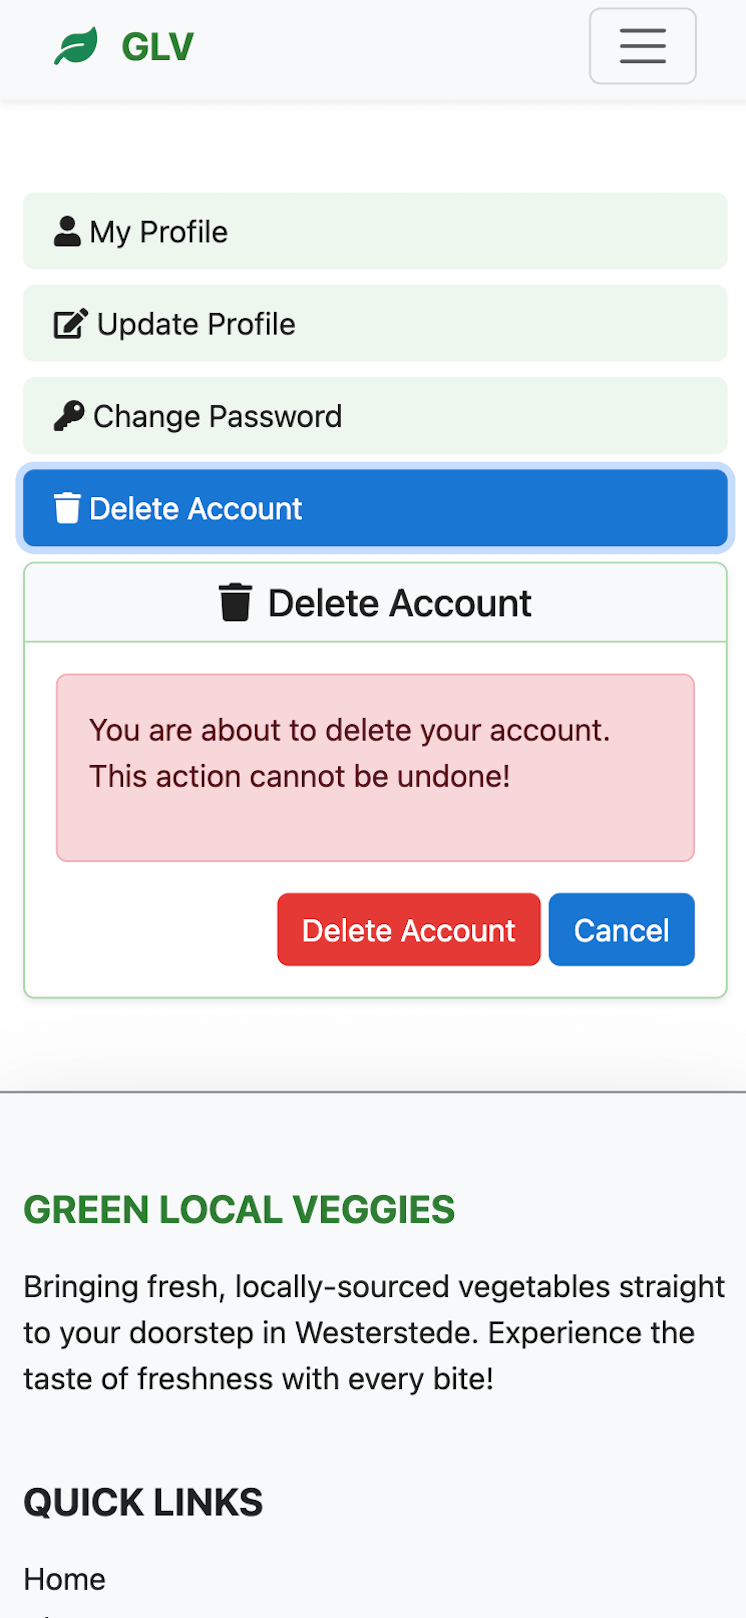 GLV
My Profile
Update Profile
Change Password
Delete Account
Delete Account
You are about to delete your account.
This action cannot be undone!
Delete Account
Cancel
GREEN LOCAL VEGGIES
Bringing fresh, locally-sourced vegetables straight
to your doorstep in Westerstede. Experience the
taste of freshness with every bite!
QUICK LINKS
Home